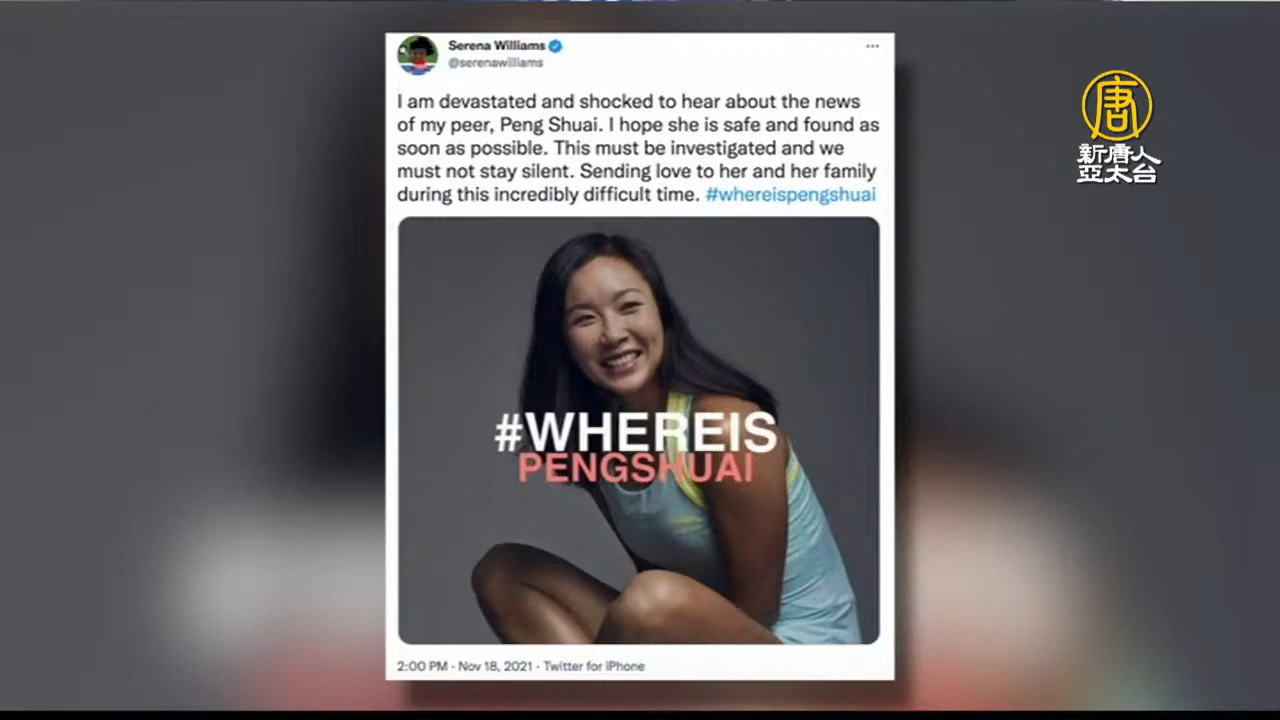 Serena Williams
@serenawilliams
I am devastated and shocked to hear about the news
of my peer, Peng Shuai. I hope she is safe and found as
soon as possible. This must be investigated and we
must not stay silent. Sending love to her and her family
during this incredibly difficult time. #whereispengshuai
#WHEREIS
PENGSHUAI
2:00 PM · Nov 18, 2021 · Twitter for iPhone
唐
新唐人
亞太台